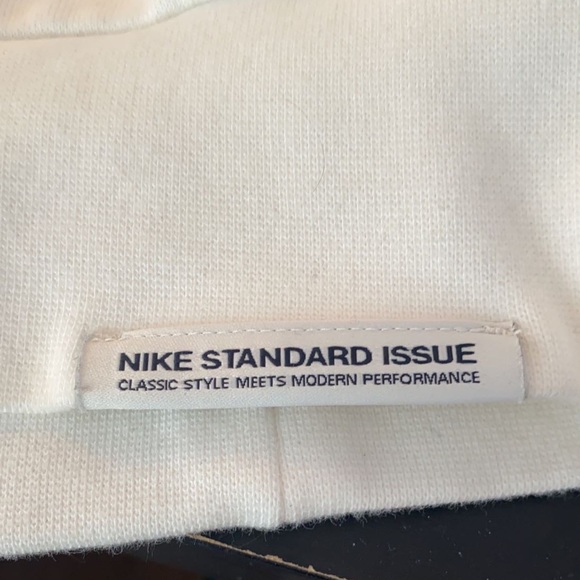 NIKE STANDARD ISSUE
CLASSIC STYLE MEETS MODERN PERFORMANCE